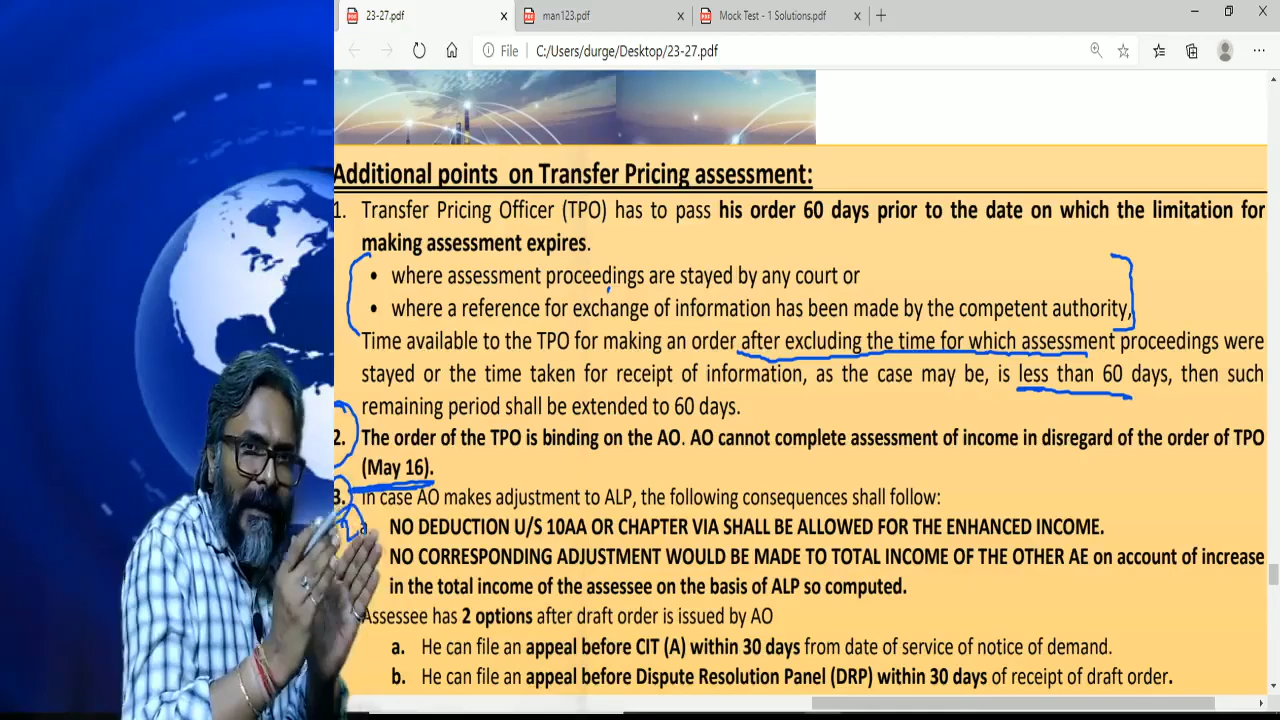 23-27.pdf
man123.pdf
Mock Test - 1 Solutions.pdf
File
C:/Users/durge/Desktop/23-27.pdf
Additional points on Transfer Pricing assessment:
1. Transfer Pricing Officer (TPO) has to pass his order 60 days prior to the date on which the limitation for
making assessment expires.
• where assessment proceedings are stayed by any court or
• where a reference for exchange of information has been made by the competent authority,
Time available to the TPO for making an order after excluding the time for which assessment proceedings were
stayed or the time taken for receipt of information, as the case may be, is less than 60 days, then such
remaining period shall be extended to 60 days.
2. The order of the TPO is binding on the AO. AO cannot complete assessment of income in disregard of the order of TPO
(May 16).
3. In case AO makes adjustment to ALP, the following consequences shall follow:
a. NO DEDUCTION U/S 10AA OR CHAPTER VIA SHALL BE ALLOWED FOR THE ENHANCED INCOME.
NO CORRESPONDING ADJUSTMENT WOULD BE MADE TO TOTAL INCOME OF THE OTHER AE on account of increase
in the total income of the assessee on the basis of ALP so computed.
Assessee has 2 options after draft order is issued by AO
a. He can file an appeal before CIT (A) within 30 days from date of service of notice of demand.
b. He can file an appeal before Dispute Resolution Panel (DRP) within 30 days of receipt of draft order.